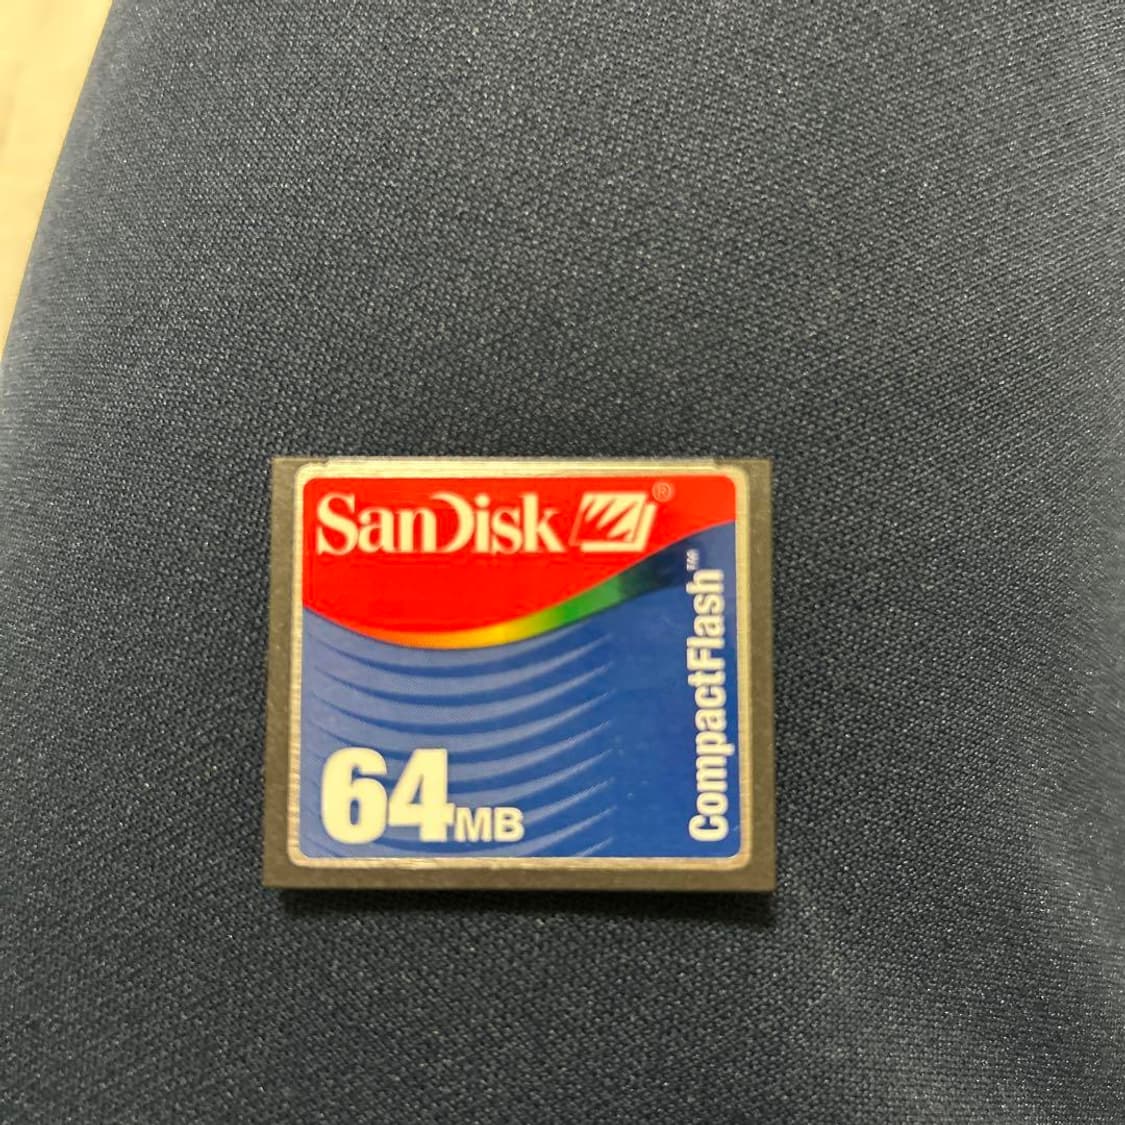 SanDisk ®
CompactFlash™
64MB